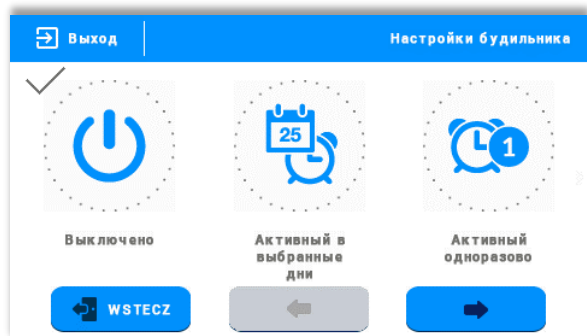 Выход
Настройки будильника
25
1
Выключено
Активный в
выбранные
дни
Активный
одноразово
WSTECZ